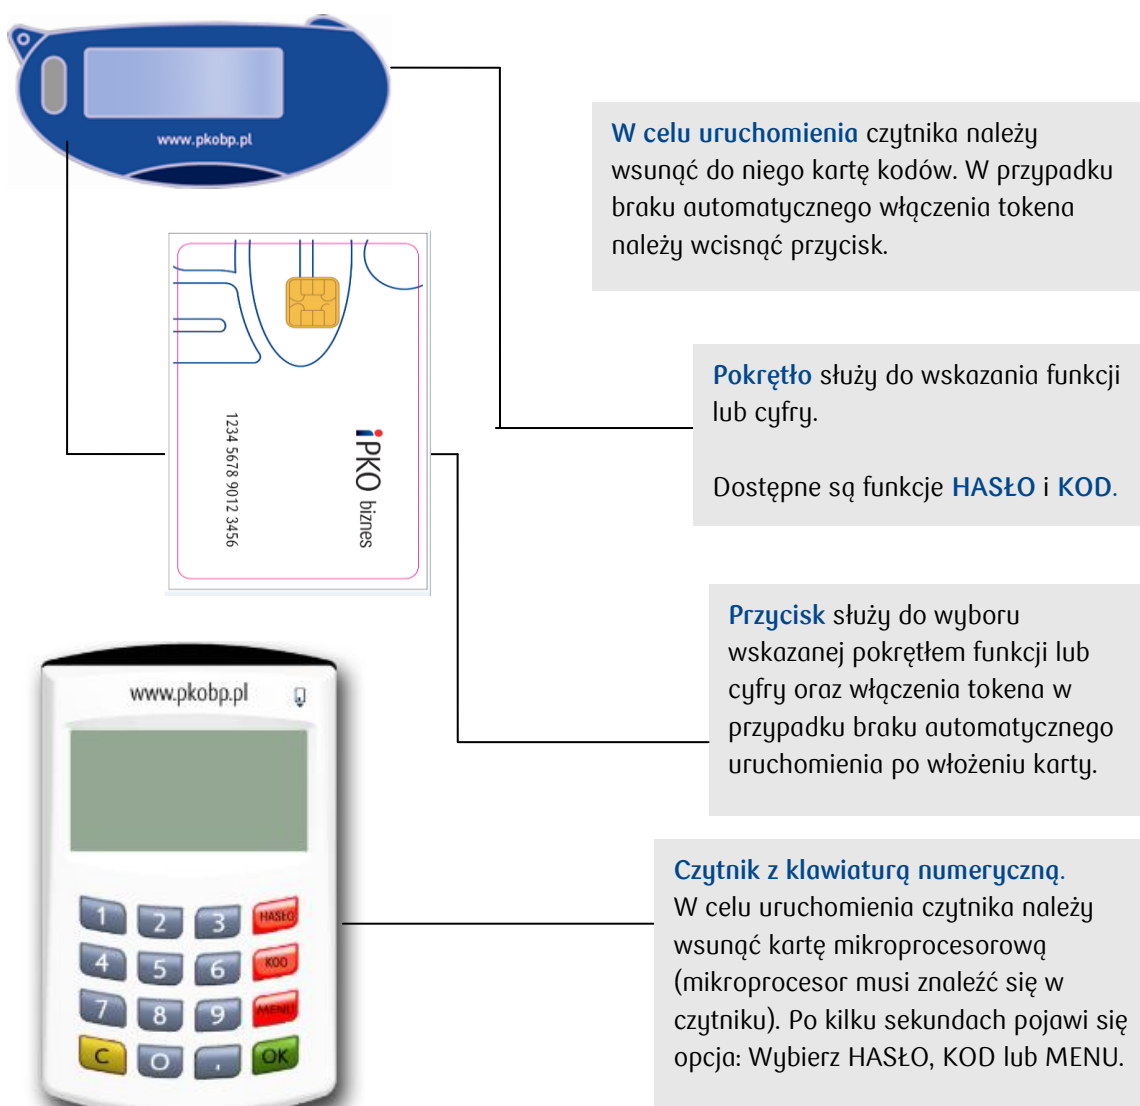 www.pkobp.pl
W celu uruchomienia czytnika należy
wsunąć do niego kartę kodów. W przypadku
braku automatycznego włączenia tokena
należy wcisnąć przycisk.
Pokrętło służy do wskazania funkcji
lub cyfry.
Dostępne są funkcje HASŁO i KOD.
1234 5678 9012 3456
iPKO biznes
Przycisk służy do wyboru
wskazanej pokrętłem funkcji lub
cyfry oraz włączenia tokena w
przypadku braku automatycznego
uruchomienia po włożeniu karty.
www.pkobp.pl
1 2 3 HASŁO
4 5 6 KOD
7 8 9 MENU
C 0 , OK
Czytnik z klawiaturą numeryczną.
W celu uruchomienia czytnika należy
wsunąć kartę mikroprocesorową
(mikroprocesor musi znaleźć się w
czytniku). Po kilku sekundach pojawi się
opcja: Wybierz HASŁO, KOD lub MENU.